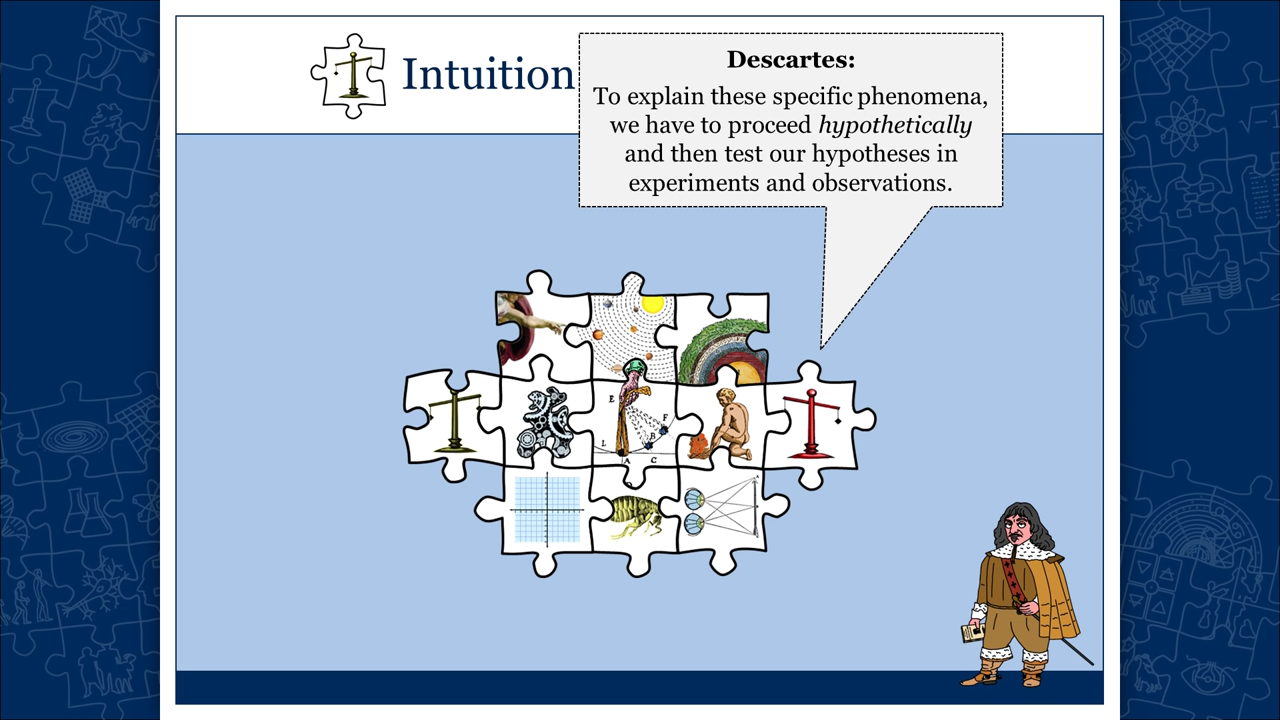 Intuition
Descartes:
To explain these specific phenomena,
we have to proceed hypothetically
and then test our hypotheses in
experiments and observations.
E
F
L
B
A
C